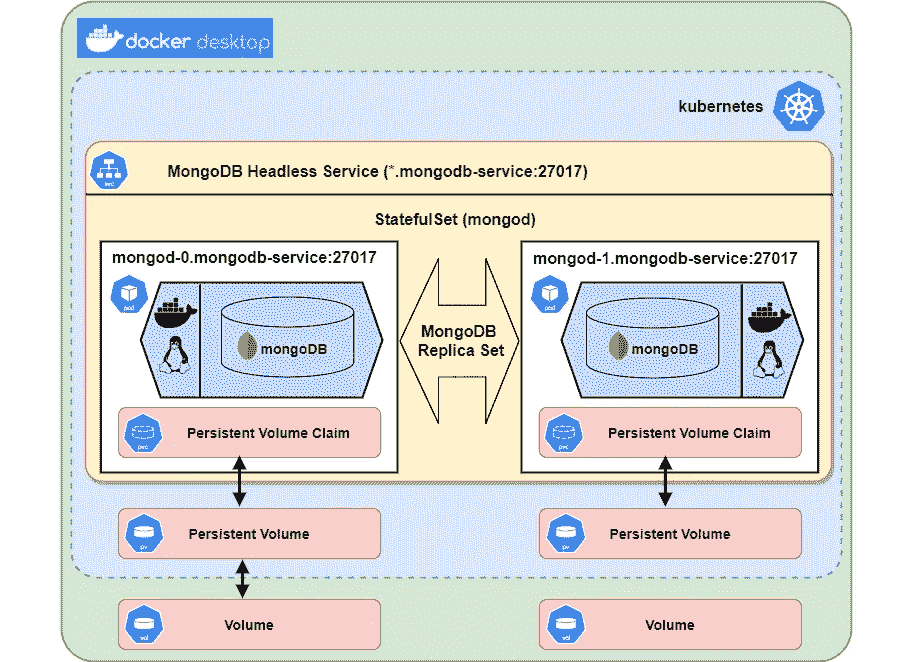 docker desktop
kubernetes
MongoDB Headless Service (*.mongodb-service:27017)
svc
StatefulSet (mongod)
mongod-0.mongodb-service:27017
pod
mongoDB
Persistent Volume Claim
pvc
MongoDB
Replica Set
mongod-1.mongodb-service:27017
pod
mongoDB
Persistent Volume Claim
pvc
Persistent Volume
pv
Persistent Volume
pv
Volume
vol
Volume
vol